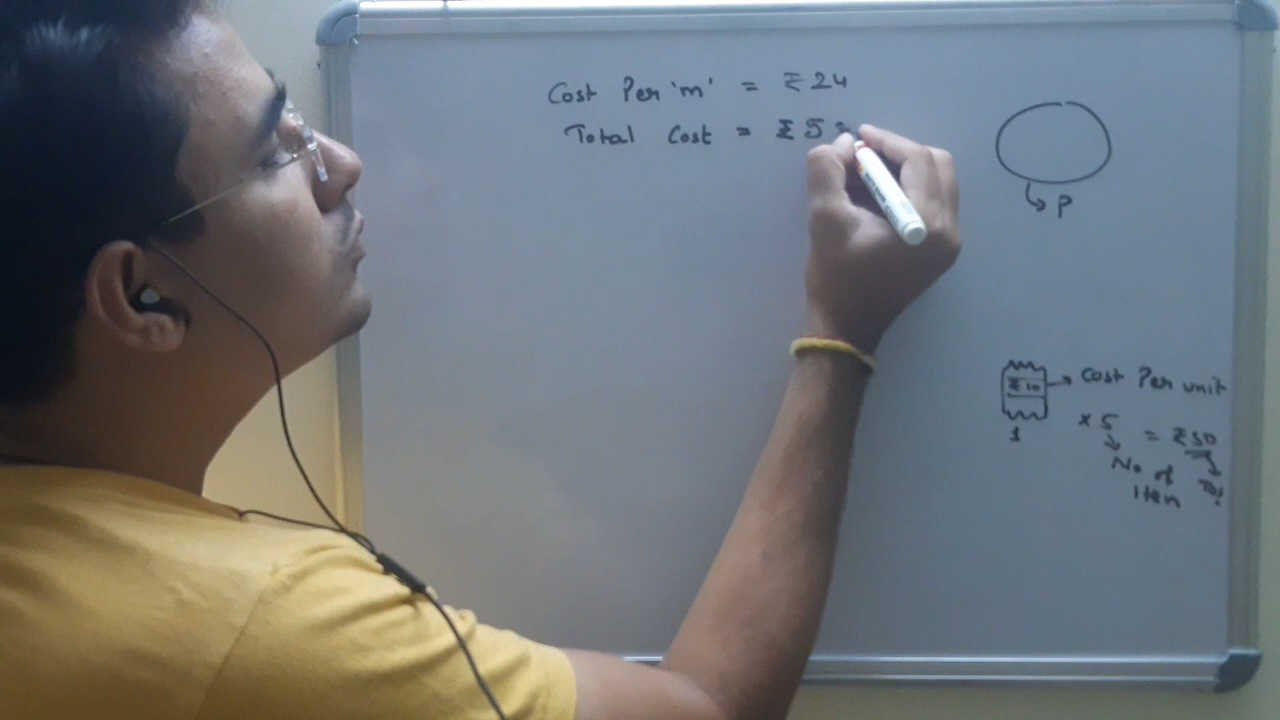 Cost Per 'm' = ₹24
Total Cost = ₹5
P
₹10
Cost Per unit
1
× 5 = ₹50
No of
Item